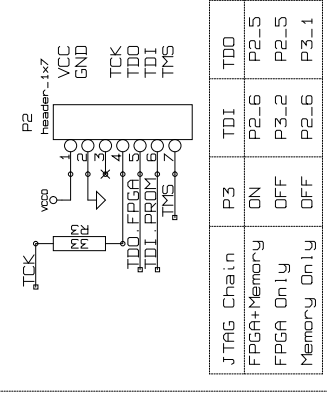 P2
header_1x7
VCC
GND
TCK
TDO
TDI
TMS
VCCO
1
2
3
4
5
6
7
TCK
33
R3
TDO_FPGA
TDI_PROM
TMS
JTAG Chain P3 TDI TDO
FPGA+Memory ON P2_6 P2_5
FPGA Only OFF P3_2 P2_5
Memory Only OFF P2_6 P3_1